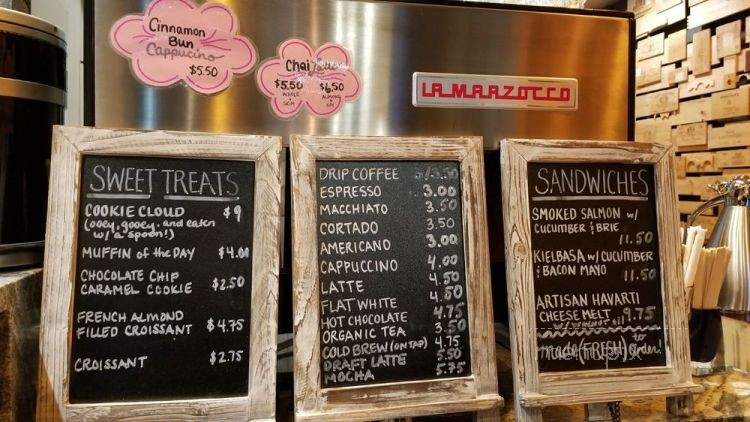 Cinnamon
Bun
Cappucino
$5.50
Chai
$5.50 $6.50
WHOLE ALMOND
SKIM
LA MARZOCCO
SWEET TREATS
COOKIE CLOUD $9
(ooey, gooey, and eaten
w/ a spoon!)
MUFFIN of the DAY $4.00
CHOCOLATE CHIP
CARAMEL COOKIE $2.50
FRENCH ALMOND
FILLED CROISSANT $4.75
CROISSANT $2.75
DRIP COFFEE
ESPRESSO 3.00
MACCHIATO 3.50
CORTADO 3.50
AMERICANO 3.00
CAPPUCCINO 4.00
LATTE 4.50
FLAT WHITE 4.50
HOT CHOCOLATE 4.75
ORGANIC TEA 3.50
COLD BREW (ON TAP) 4.75
DRAFT LATTE 5.50
MOCHA 5.75
SANDWICHES
SMOKED SALMON w/
CUCUMBER & BRIE
11.50
KIELBASA w/ CUCUMBER
& BACON MAYO
11.50
ARTISAN HAVARTI
CHEESE MELT 9.75
made (FRESH) to
order!